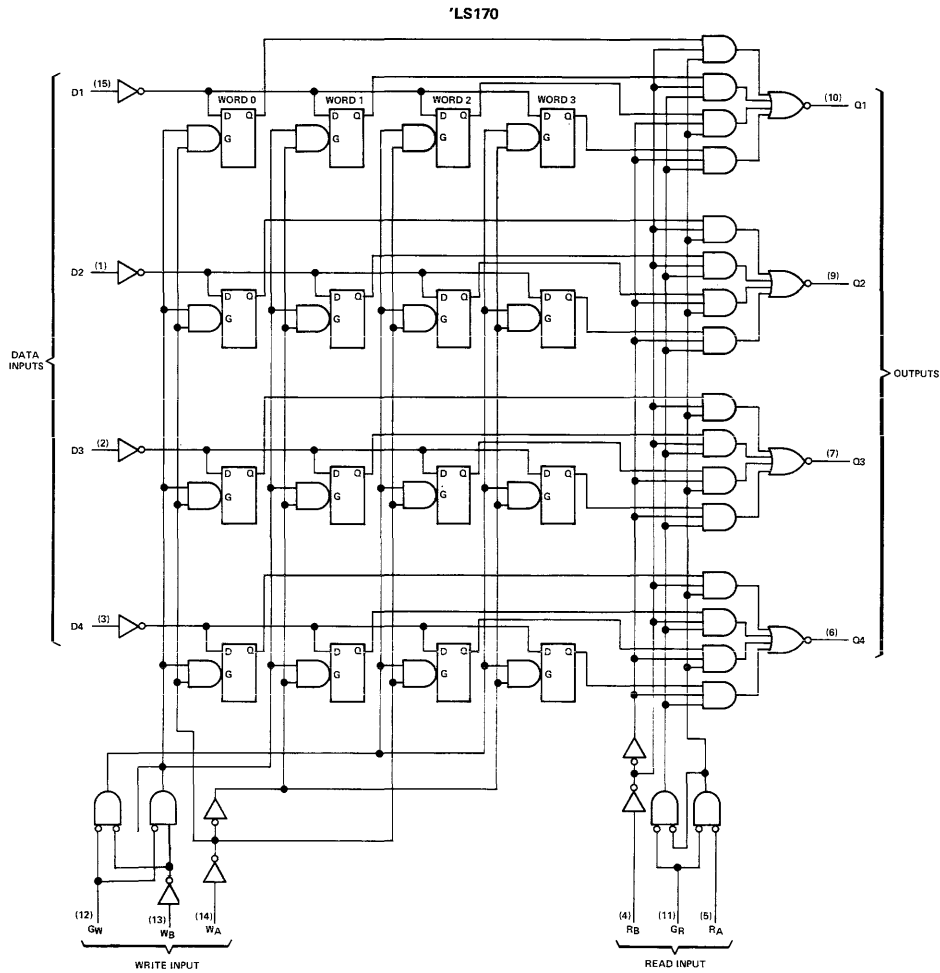 'LS170
D1 (15) WORD 0 WORD 1 WORD 2 WORD 3 (10) Q1
D Q D Q D Q D Q
G G G G
D2 (1) (9) Q2
D Q D Q D Q D Q
G G G G
DATA
INPUTS
OUTPUTS
D3 (2) (7) Q3
D Q D Q D Q D Q
G G G G
D4 (3) (6) Q4
D Q D Q D Q D Q
G G G G
(12) (13) (14) (4) (11) (5)
GW WB WA RB GR RA
WRITE INPUT READ INPUT